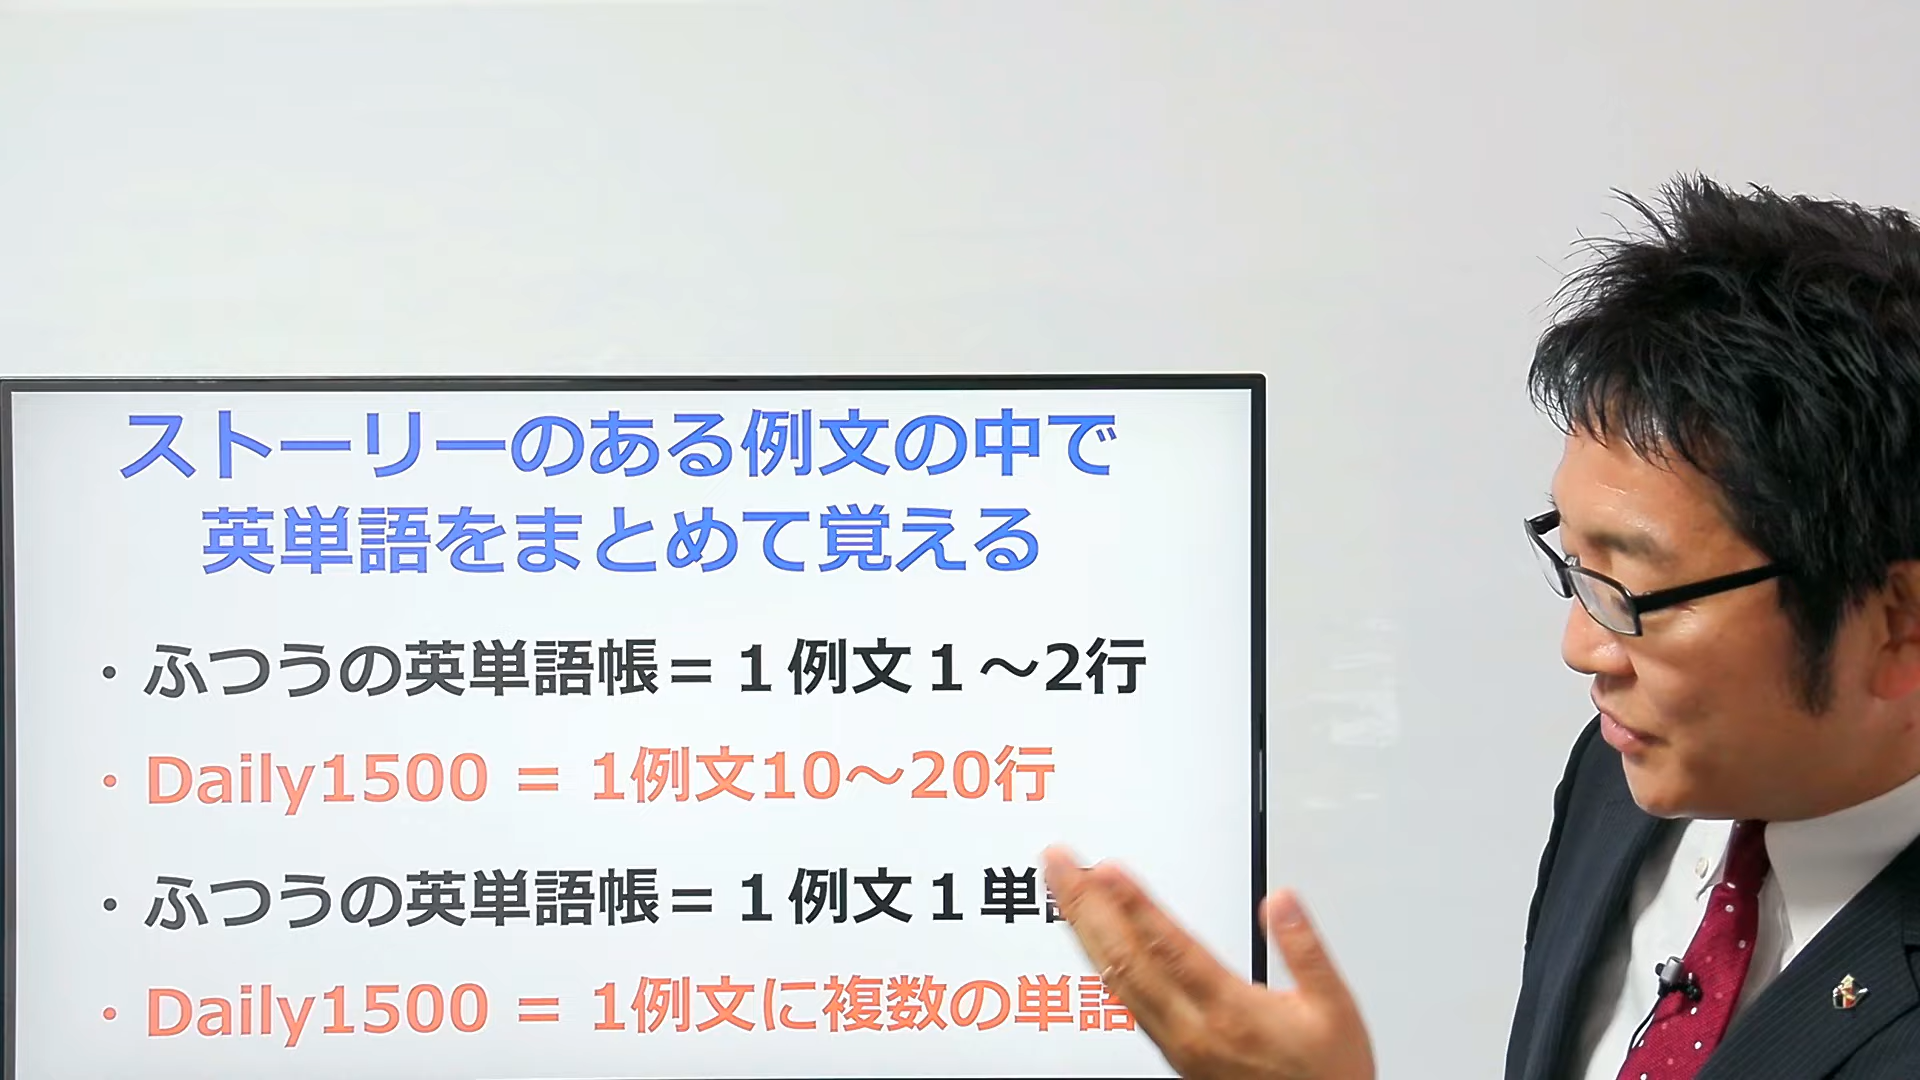 ストーリーのある例文の中で
英単語をまとめて覚える
・ふつうの英単語帳＝１例文１～2行
・Daily1500 = 1例文10～20行
・ふつうの英単語帳＝１例文１単語
・Daily1500 = 1例文に複数の単語